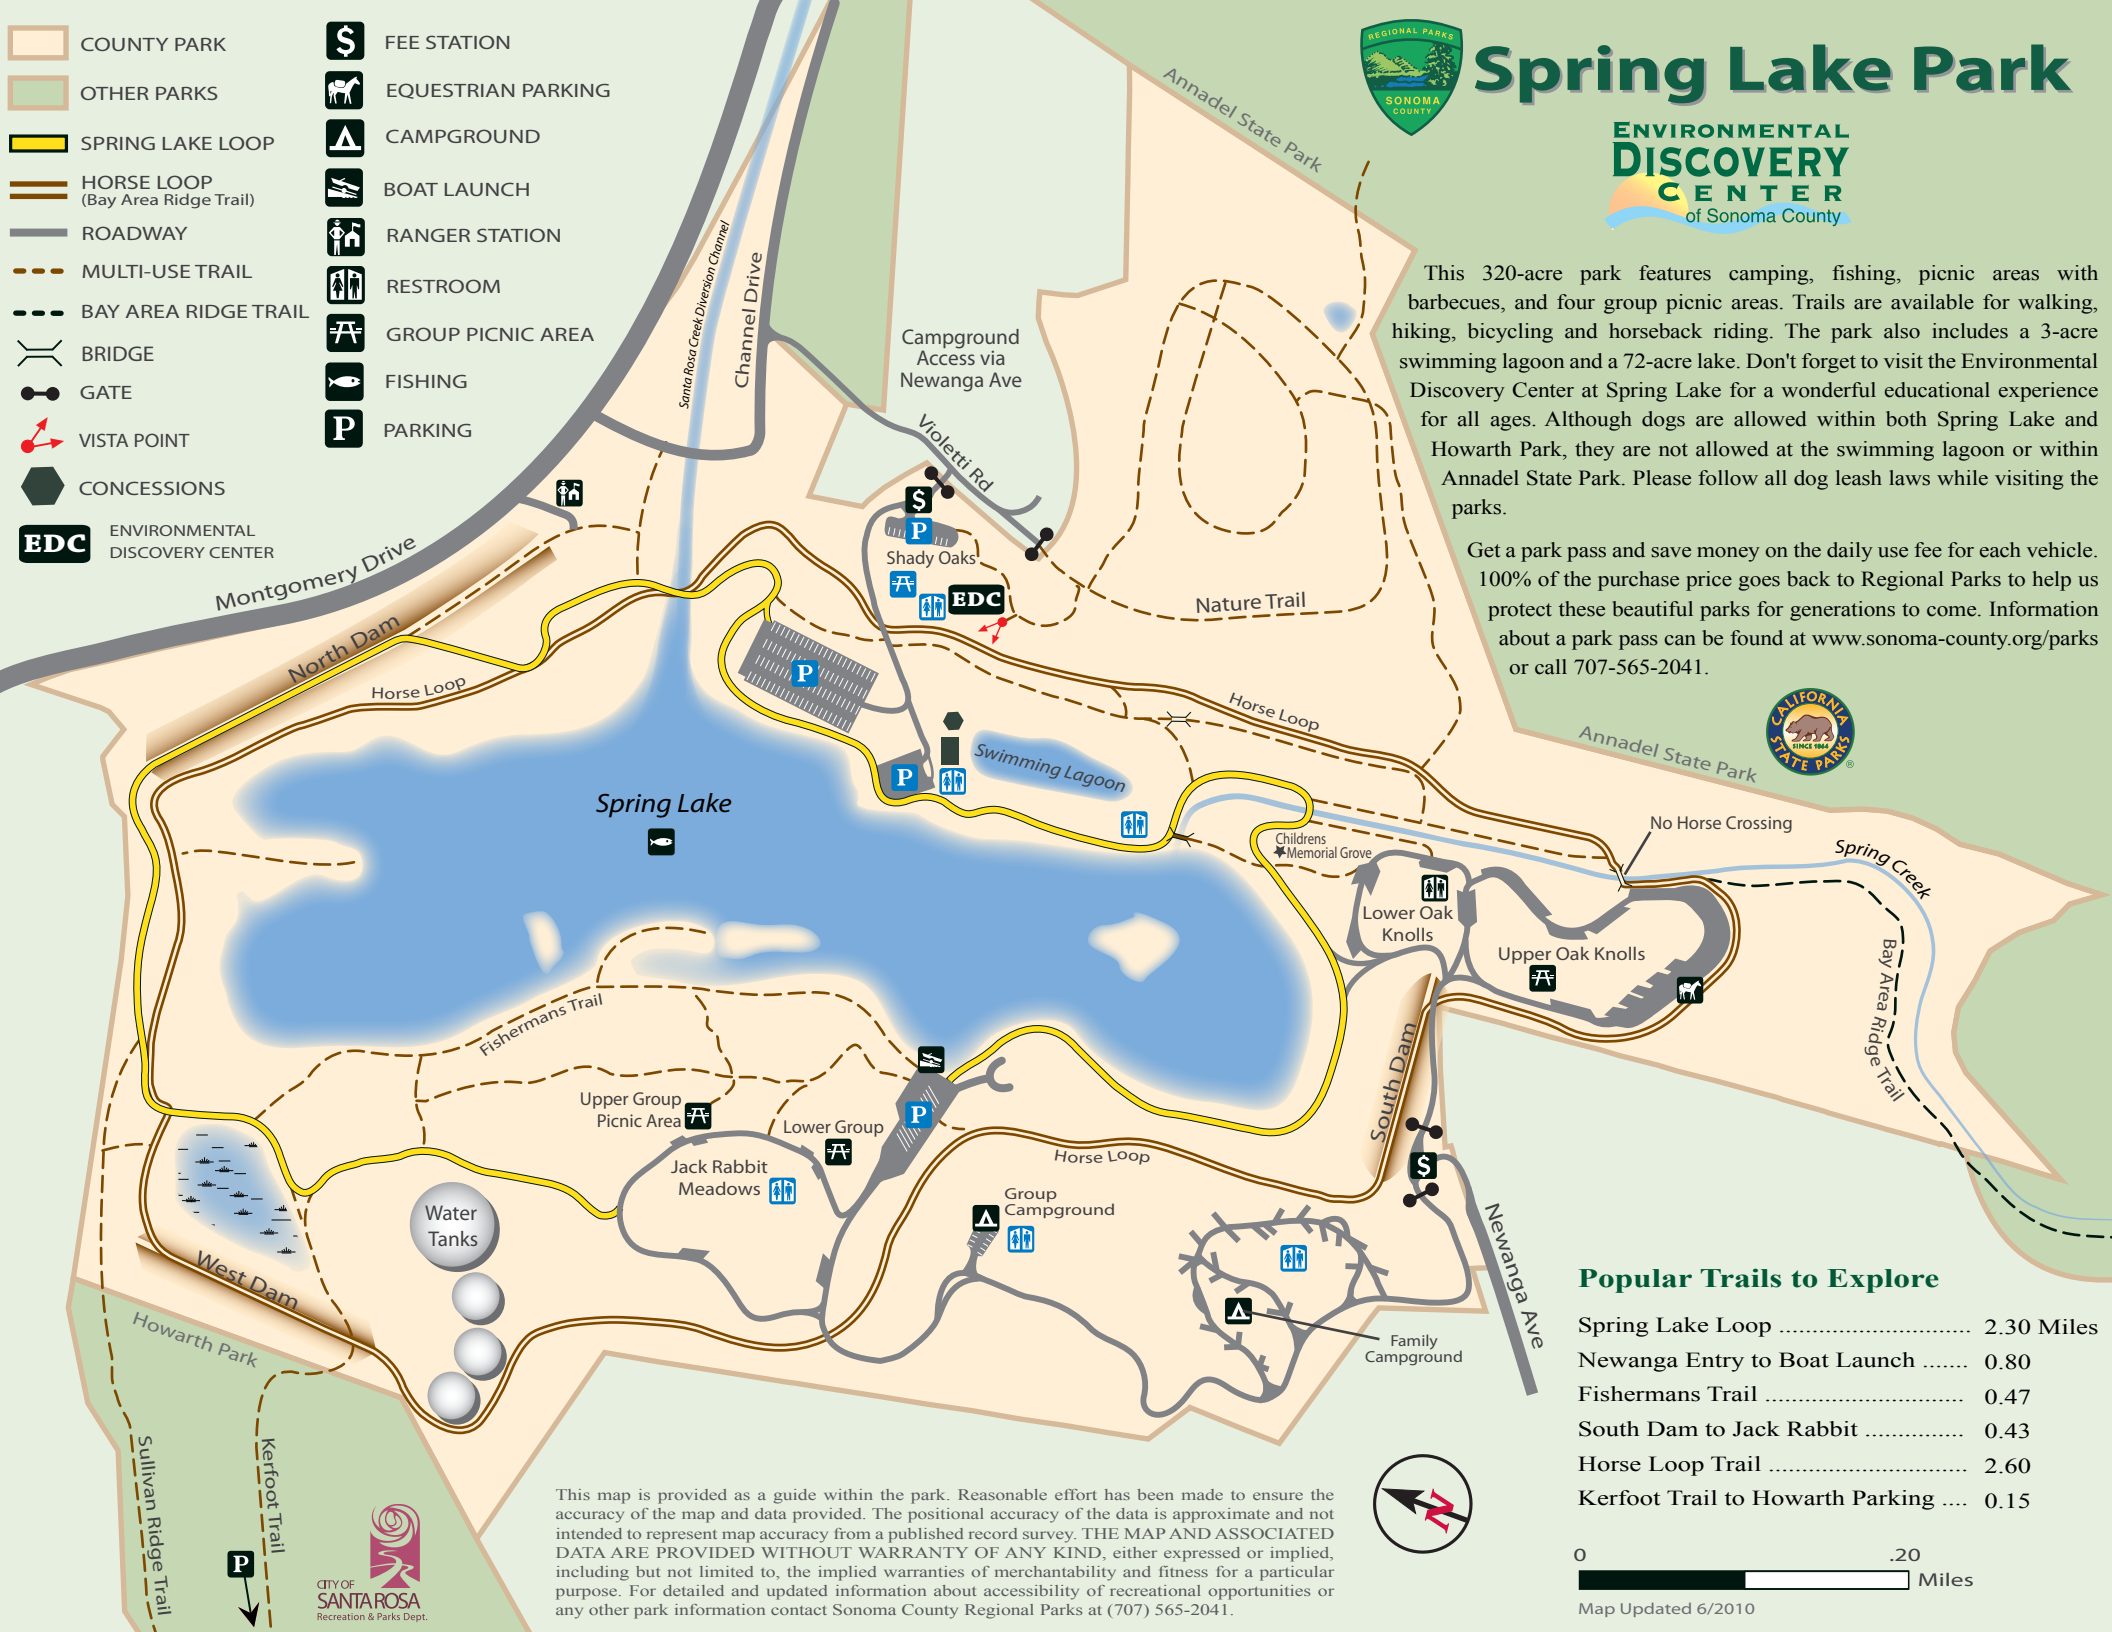 COUNTY PARK
OTHER PARKS
SPRING LAKE LOOP
HORSE LOOP
(Bay Area Ridge Trail)
ROADWAY
MULTI-USE TRAIL
BAY AREA RIDGE TRAIL
BRIDGE
GATE
VISTA POINT
CONCESSIONS
EDC
ENVIRONMENTAL
DISCOVERY CENTER
$
FEE STATION
EQUESTRIAN PARKING
CAMPGROUND
BOAT LAUNCH
RANGER STATION
RESTROOM
GROUP PICNIC AREA
FISHING
P
PARKING
REGIONAL PARKS
SONOMA
COUNTY
Spring Lake Park
ENVIRONMENTAL
DISCOVERY
CENTER
of Sonoma County
This 320-acre park features camping, fishing, picnic areas with
barbecues, and four group picnic areas. Trails are available for walking,
hiking, bicycling and horseback riding. The park also includes a 3-acre
swimming lagoon and a 72-acre lake. Don't forget to visit the Environmental
Discovery Center at Spring Lake for a wonderful educational experience
for all ages. Although dogs are allowed within both Spring Lake and
Howarth Park, they are not allowed at the swimming lagoon or within
Annadel State Park. Please follow all dog leash laws while visiting the
parks.
Get a park pass and save money on the daily use fee for each vehicle.
100% of the purchase price goes back to Regional Parks to help us
protect these beautiful parks for generations to come. Information
about a park pass can be found at www.sonoma-county.org/parks
or call 707-565-2041.
CALIFORNIA
SINCE 1864
STATE PARKS
®
Annadel State Park
Annadel State Park
Santa Rosa Creek Diversion Channel
Channel Drive
Campground
Access via
Newanga Ave
Violetti Rd
Montgomery Drive
North Dam
Horse Loop
$
P
Shady Oaks
EDC
Nature Trail
P
Horse Loop
Swimming Lagoon
P
Spring Lake
Childrens
Memorial Grove
No Horse Crossing
Spring Creek
Lower Oak
Knolls
Upper Oak Knolls
Bay Area Ridge Trail
Fishermans Trail
South Dam
Upper Group
Picnic Area
Lower Group
P
Jack Rabbit
Meadows
Horse Loop
Group
Campground
$
Newanga Ave
Water
Tanks
West Dam
Howarth Park
Family
Campground
Sullivan Ridge Trail
Kerfoot Trail
P
CITY OF
SANTA ROSA
Recreation & Parks Dept.
This map is provided as a guide within the park. Reasonable effort has been made to ensure the
accuracy of the map and data provided. The positional accuracy of the data is approximate and not
intended to represent map accuracy from a published record survey. THE MAP AND ASSOCIATED
DATA ARE PROVIDED WITHOUT WARRANTY OF ANY KIND, either expressed or implied,
including but not limited to, the implied warranties of merchantability and fitness for a particular
purpose. For detailed and updated information about accessibility of recreational opportunities or
any other park information contact Sonoma County Regional Parks at (707) 565-2041.
N
Popular Trails to Explore
Spring Lake Loop ............................. 2.30 Miles
Newanga Entry to Boat Launch ....... 0.80
Fishermans Trail .............................. 0.47
South Dam to Jack Rabbit ............... 0.43
Horse Loop Trail .............................. 2.60
Kerfoot Trail to Howarth Parking .... 0.15
0 .20
Miles
Map Updated 6/2010